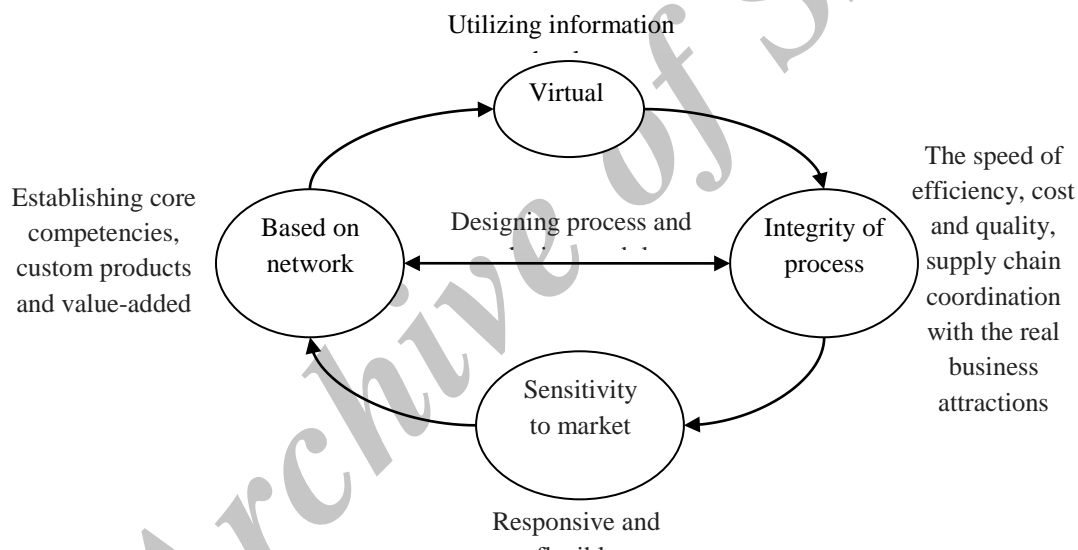 Utilizing information
Virtual
The speed of
efficiency, cost
and quality,
supply chain
coordination
with the real
business
attractions
Establishing core
competencies,
custom products
and value-added
Based on
network
Designing process and
Integrity of
process
Sensitivity
to market
Responsive and
Archive of